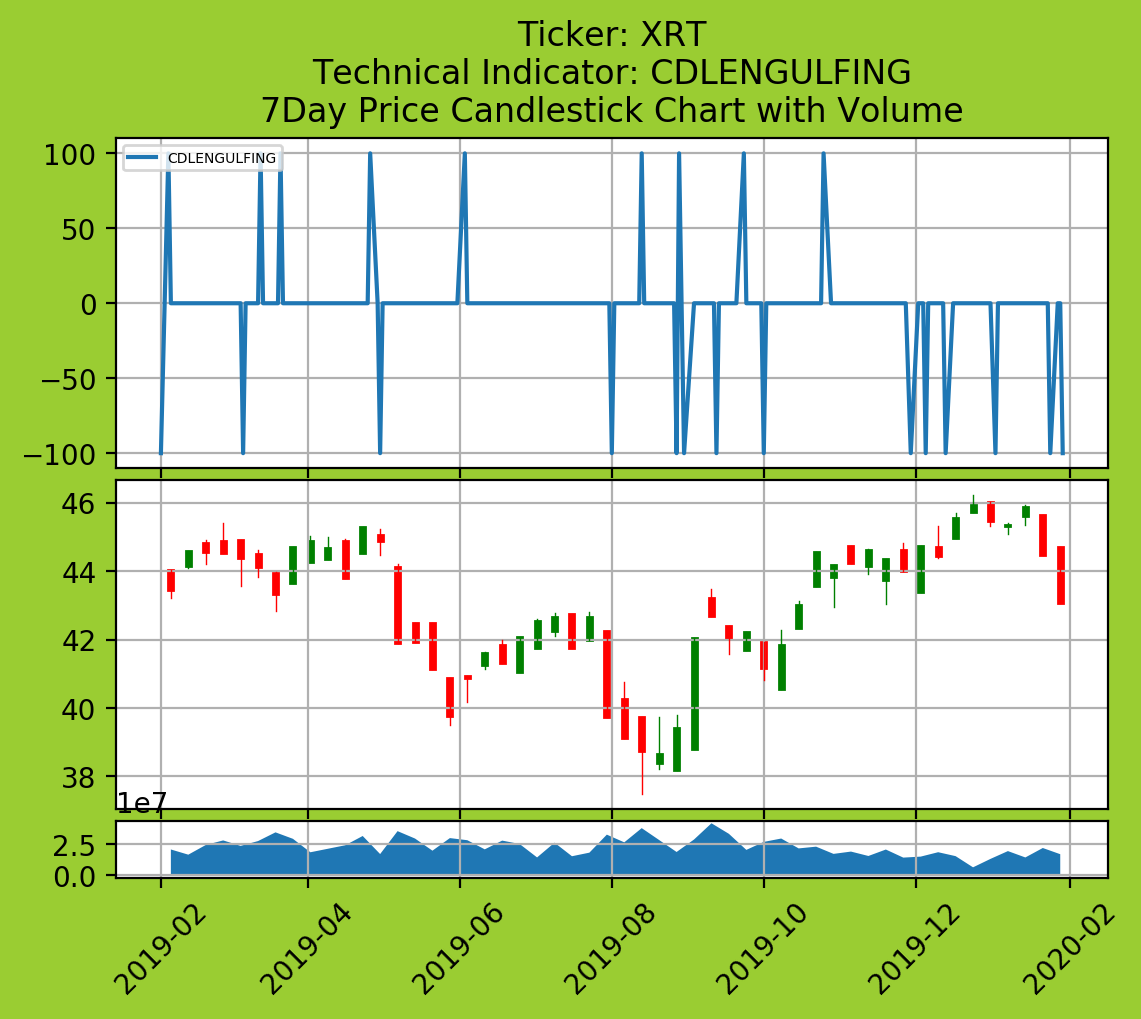 Ticker: XRT
Technical Indicator: CDLENGULFING
7Day Price Candlestick Chart with Volume
CDLENGULFING
100
50
0
−50
−100
46
44
42
40
38
1e7
2.5
0.0
2019-02 2019-04 2019-06 2019-08 2019-10 2019-12 2020-02